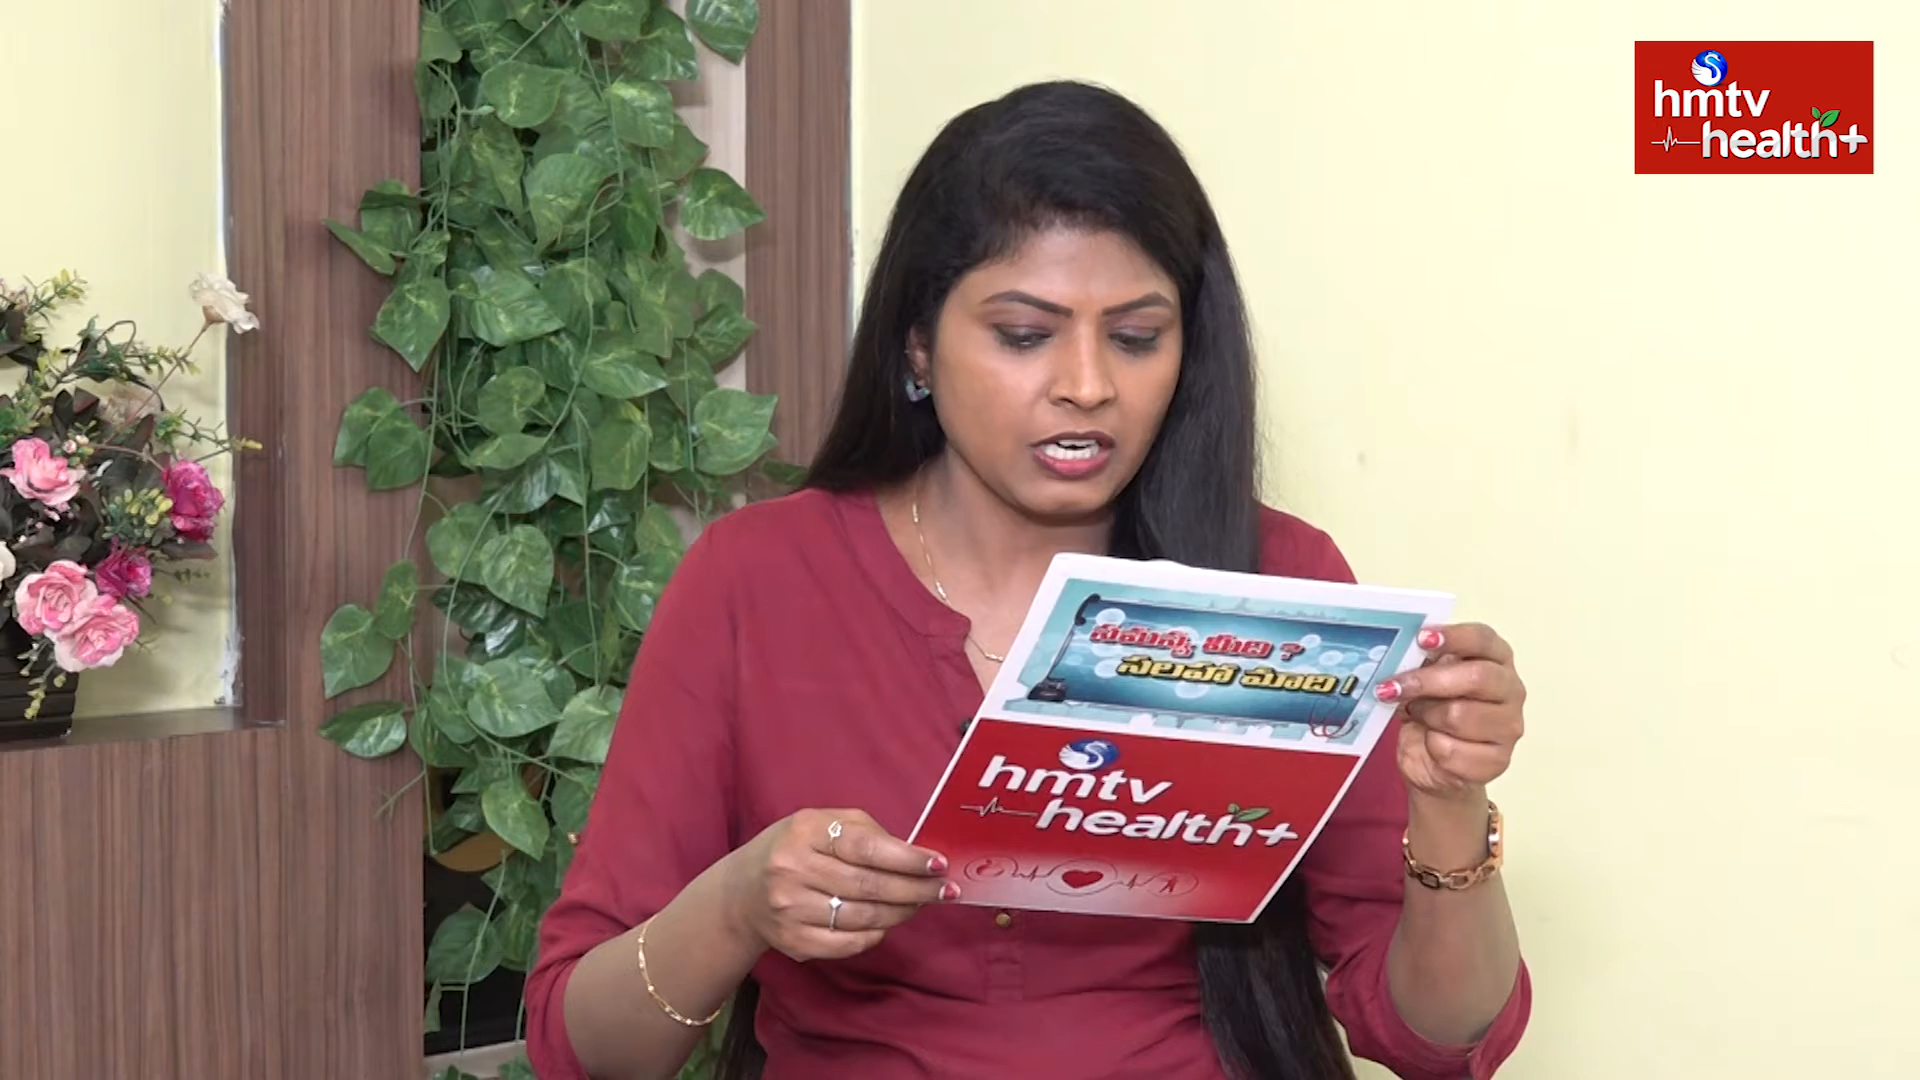 hmtv
health+
సమస్య మీది ?
సలహా మాది !
hmtv
health+